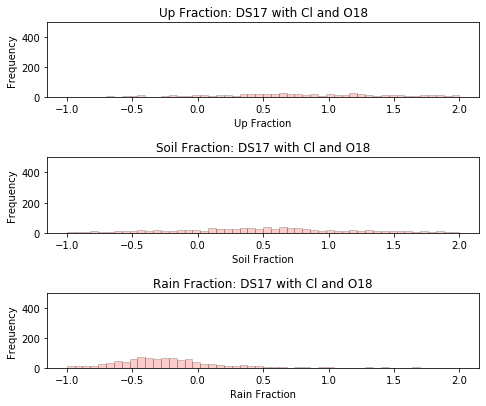 Up Fraction: DS17 with Cl and O18
Frequency
400
200
0
-1.0 -0.5 0.0 0.5 1.0 1.5 2.0
Up Fraction
Soil Fraction: DS17 with Cl and O18
Frequency
400
200
0
-1.0 -0.5 0.0 0.5 1.0 1.5 2.0
Soil Fraction
Rain Fraction: DS17 with Cl and O18
Frequency
400
200
0
-1.0 -0.5 0.0 0.5 1.0 1.5 2.0
Rain Fraction